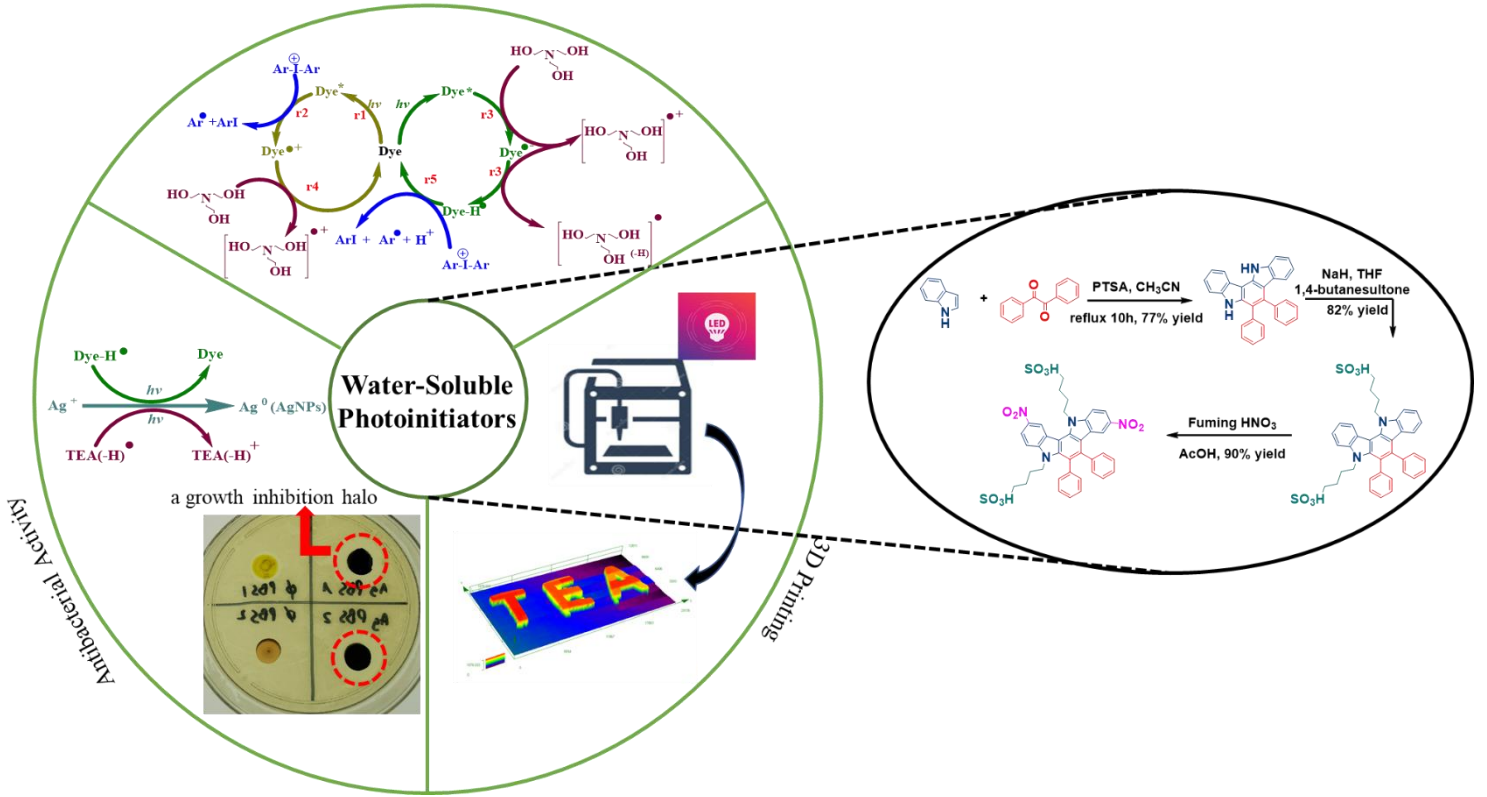 Ar-I-Ar
⊕
Ar• +ArI
r2
Dye*
hν
r1
Dye•+
Dye
r4
HO N OH
OH
[HO N OH
OH]•+
hν
Dye*
r3
HO N OH
OH
Dye•
[HO N OH
OH]•+
r3
r5
Dye-H•
ArI + Ar• + H+
⊕
Ar-I-Ar
[HO N OH
OH (-H)]•
Dye-H•
Dye
hν
Ag +
Ag 0 (AgNPs)
hν
TEA(-H)•
TEA(-H)+
Water-Soluble
Photoinitiators
LED
a growth inhibition halo
TEA
Antibacterial Activity
3D Printing
N
H
+
O
O
PTSA, CH3CN
reflux 10h, 77% yield
HN
N
H
NaH, THF
1,4-butanesultone
82% yield
SO3H
N
N
SO3H
Fuming HNO3
AcOH, 90% yield
SO3H
O2N
N
NO2
N
SO3H